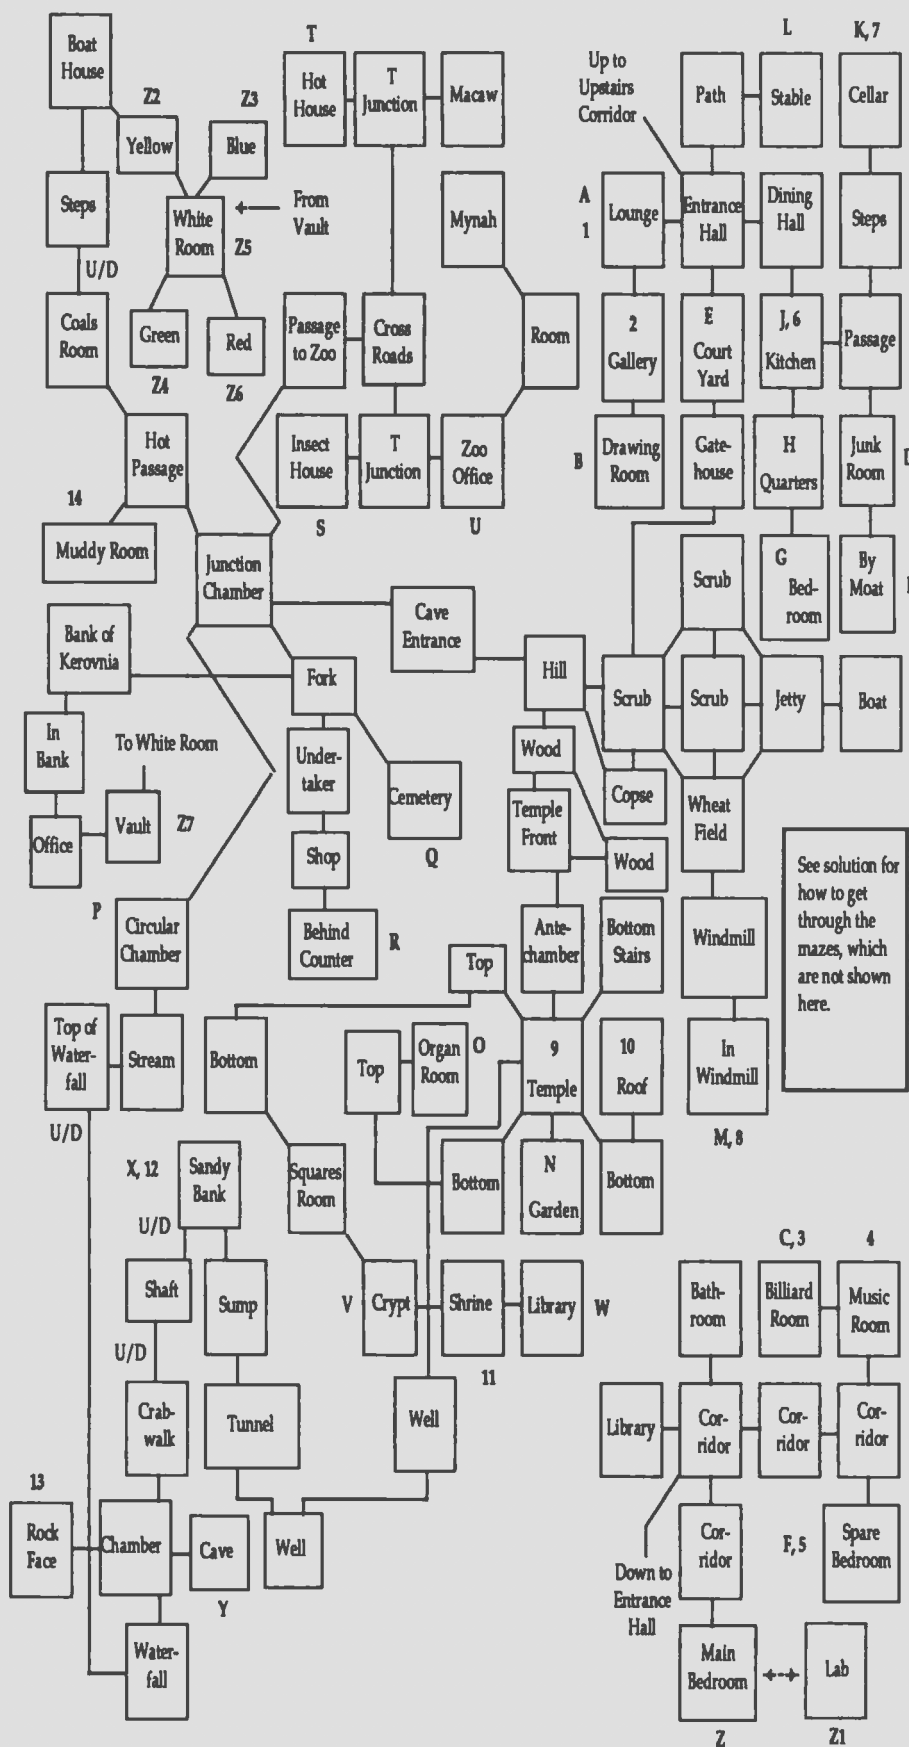 Boat
House
T
L
K, 7
Hot
House
T
Junction
Macaw
Up to
Upstairs
Corridor
Path
Stable
Cellar
Z2
Z3
Yellow
Blue
Steps
White
Room
From
Vault
Z5
Mynah
A
1
Lounge
Entrance
Hall
Dining
Hall
Steps
U/D
Coals
Room
Green
Red
Z4
Z6
Passage
to Zoo
Cross
Roads
Room
2
Gallery
E
Court
Yard
J, 6
Kitchen
Passage
Hot
Passage
14
Muddy Room
Insect
House
T
Junction
Zoo
Office
S
U
B
Drawing
Room
Gate-
house
H
Quarters
Junk
Room
Junction
Chamber
Scrub
G
Bed-
room
By
Moat
Cave
Entrance
Bank of
Kerovnia
Fork
Hill
Scrub
Scrub
Jetty
Boat
In
Bank
To White Room
Under-
taker
Cemetery
Wood
Copse
Wheat
Field
Office
Vault
Z7
Q
Temple
Front
Wood
Shop
See solution for
how to get
through the
mazes, which
are not shown
here.
P
Circular
Chamber
Behind
Counter
R
Ante-
chamber
Bottom
Stairs
Windmill
Top
Top of
Water-
fall
Stream
Bottom
Top
Organ
Room
O
9
Temple
10
Roof
In
Windmill
U/D
M, 8
X, 12
Sandy
Bank
Squares
Room
Bottom
N
Garden
Bottom
U/D
Shaft
Sump
V
Crypt
Shrine
Library
W
11
C, 3
4
Bath-
room
Billiard
Room
Music
Room
U/D
Crab-
walk
Tunnel
Well
Library
Cor-
ridor
Cor-
ridor
Cor-
ridor
13
Rock
Face
Chamber
Cave
Well
Y
Cor-
ridor
F, 5
Spare
Bedroom
Down to
Entrance
Hall
Water-
fall
Main
Bedroom
Lab
Z
Z1